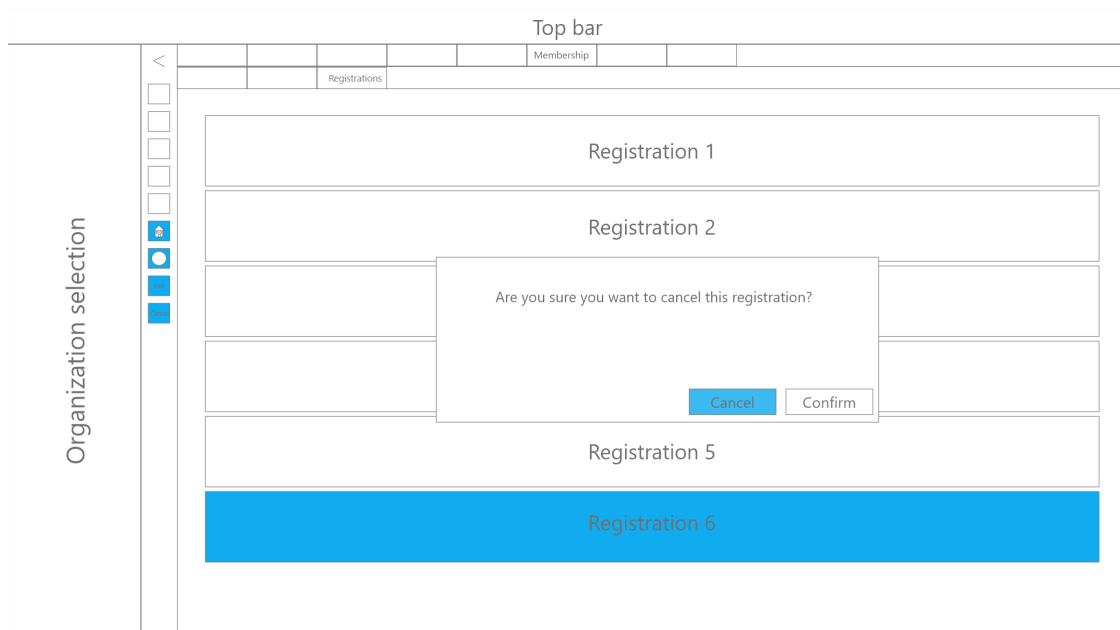 Top bar
<
Membership
Registrations
Organization selection
Registration 1
Registration 2
Are you sure you want to cancel this registration?
Cancel Confirm
Registration 5
Registration 6